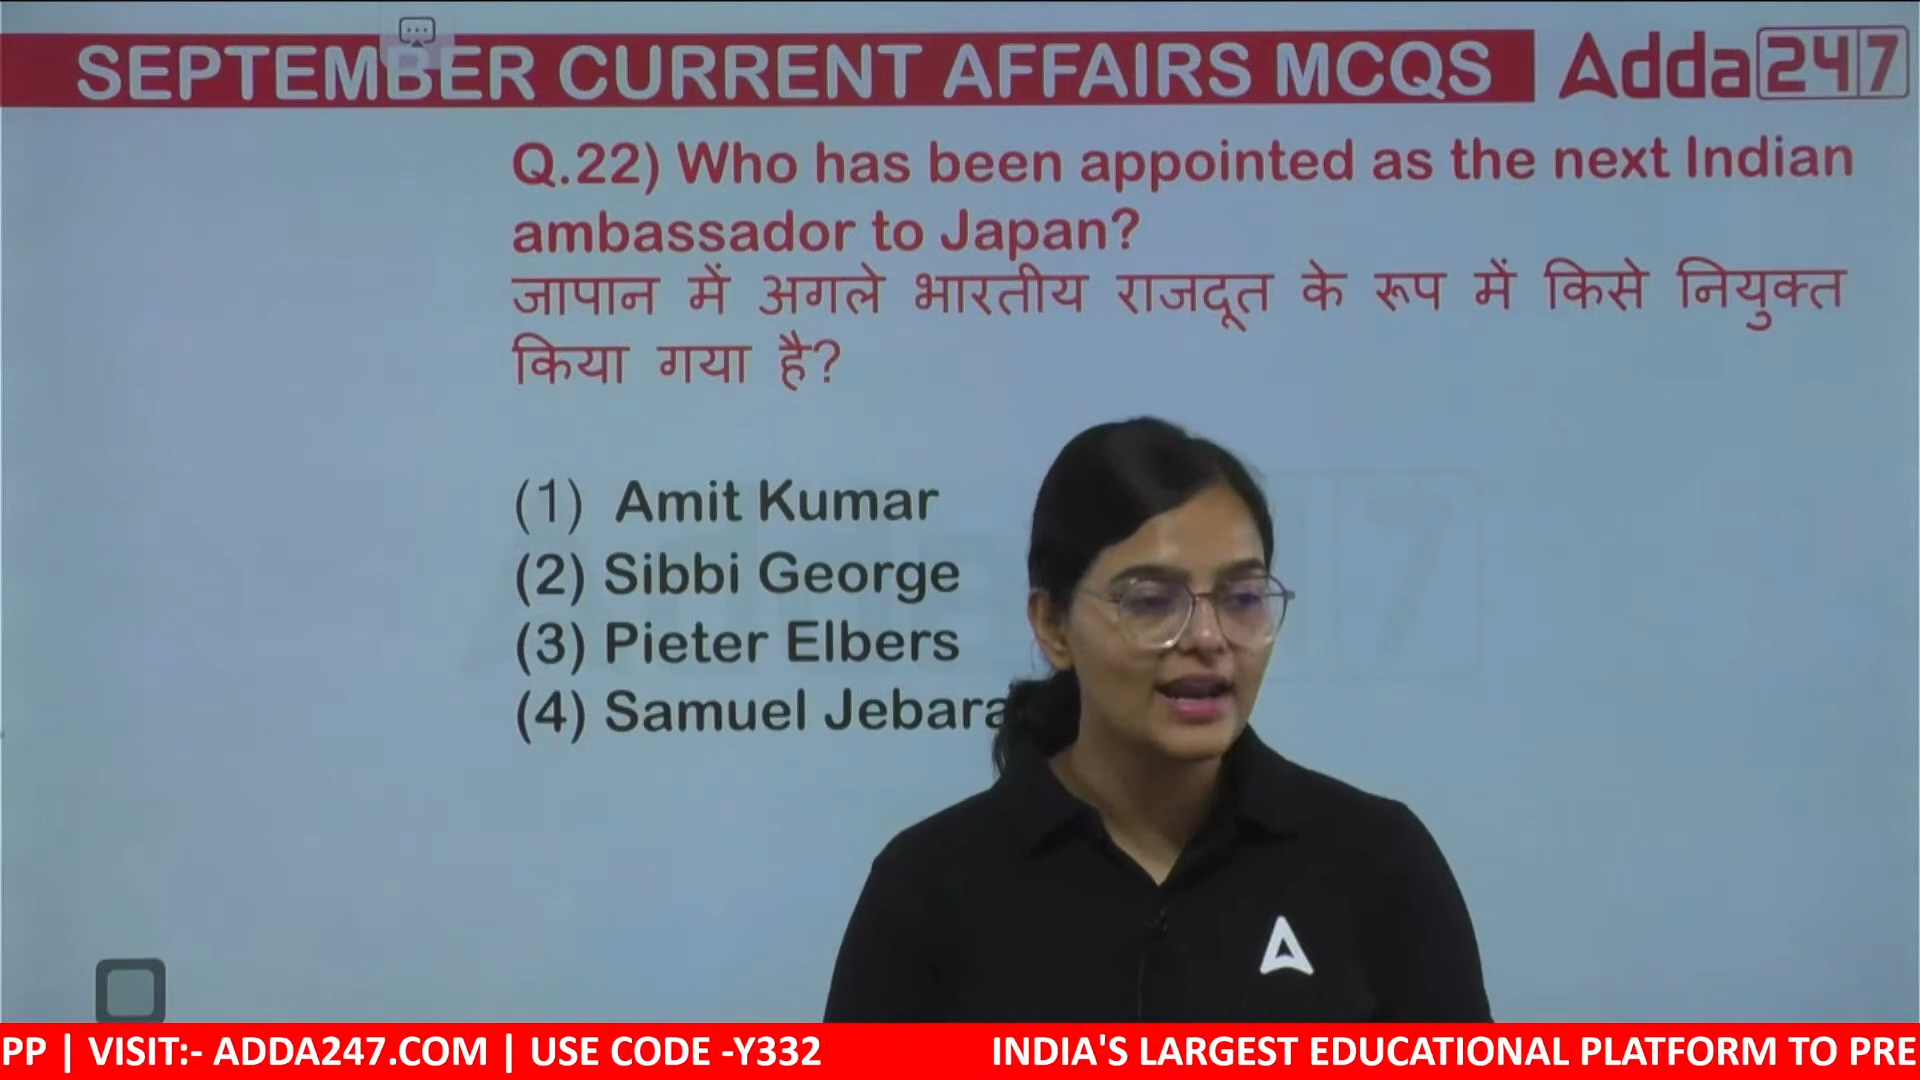 SEPTEMBER CURRENT AFFAIRS MCQS
Adda247
Q.22) Who has been appointed as the next Indian
ambassador to Japan?
जापान में अगले भारतीय राजदूत के रूप में किसे नियुक्त
किया गया है?
(1) Amit Kumar
(2) Sibbi George
(3) Pieter Elbers
(4) Samuel
PP | VISIT:- ADDA247.COM | USE CODE -Y332
INDIA'S LARGEST EDUCATIONAL PLATFORM TO PRE